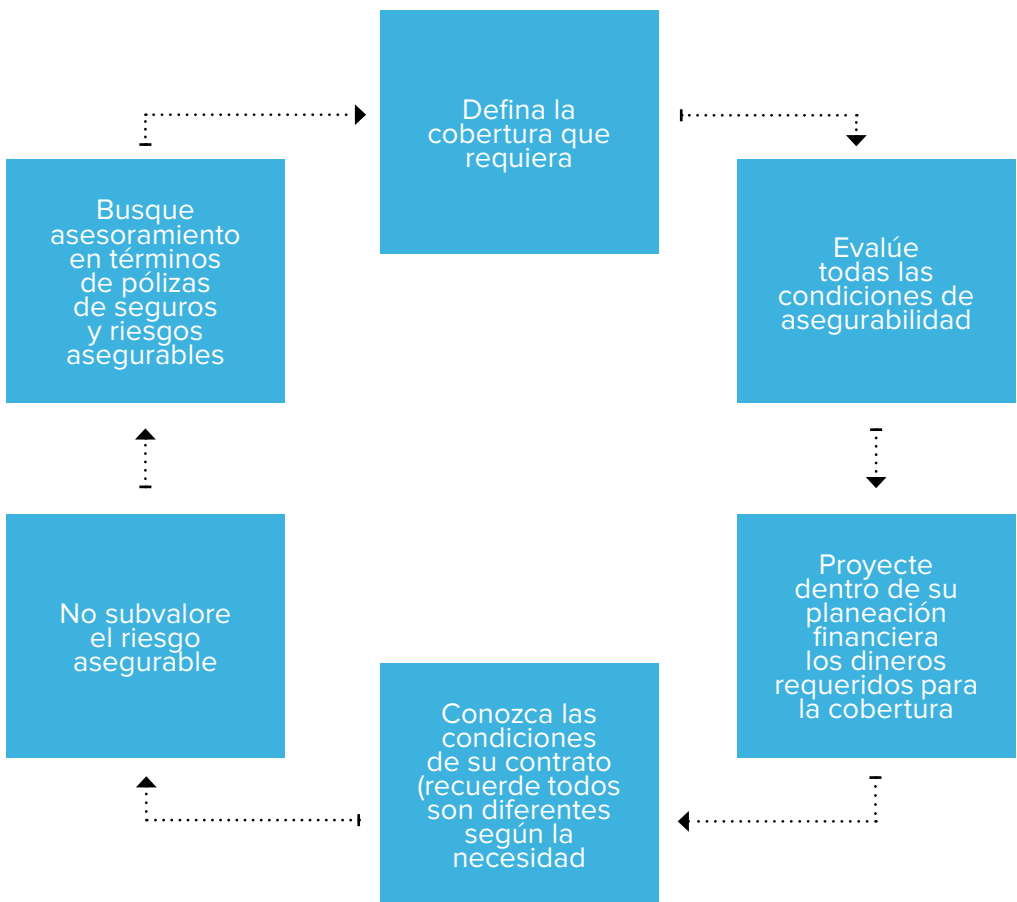 Defina la
cobertura que
requiera
Evalúe
todas las
condiciones de
asegurabilidad
Proyecte
dentro de su
planeación
financiera
los dineros
requeridos para
la cobertura
Conozca las
condiciones
de su contrato
(recuerde todos
son diferentes
según la
necesidad
No subvalore
el riesgo
asegurable
Busque
asesoramiento
en términos
de pólizas
de seguros
y riesgos
asegurables